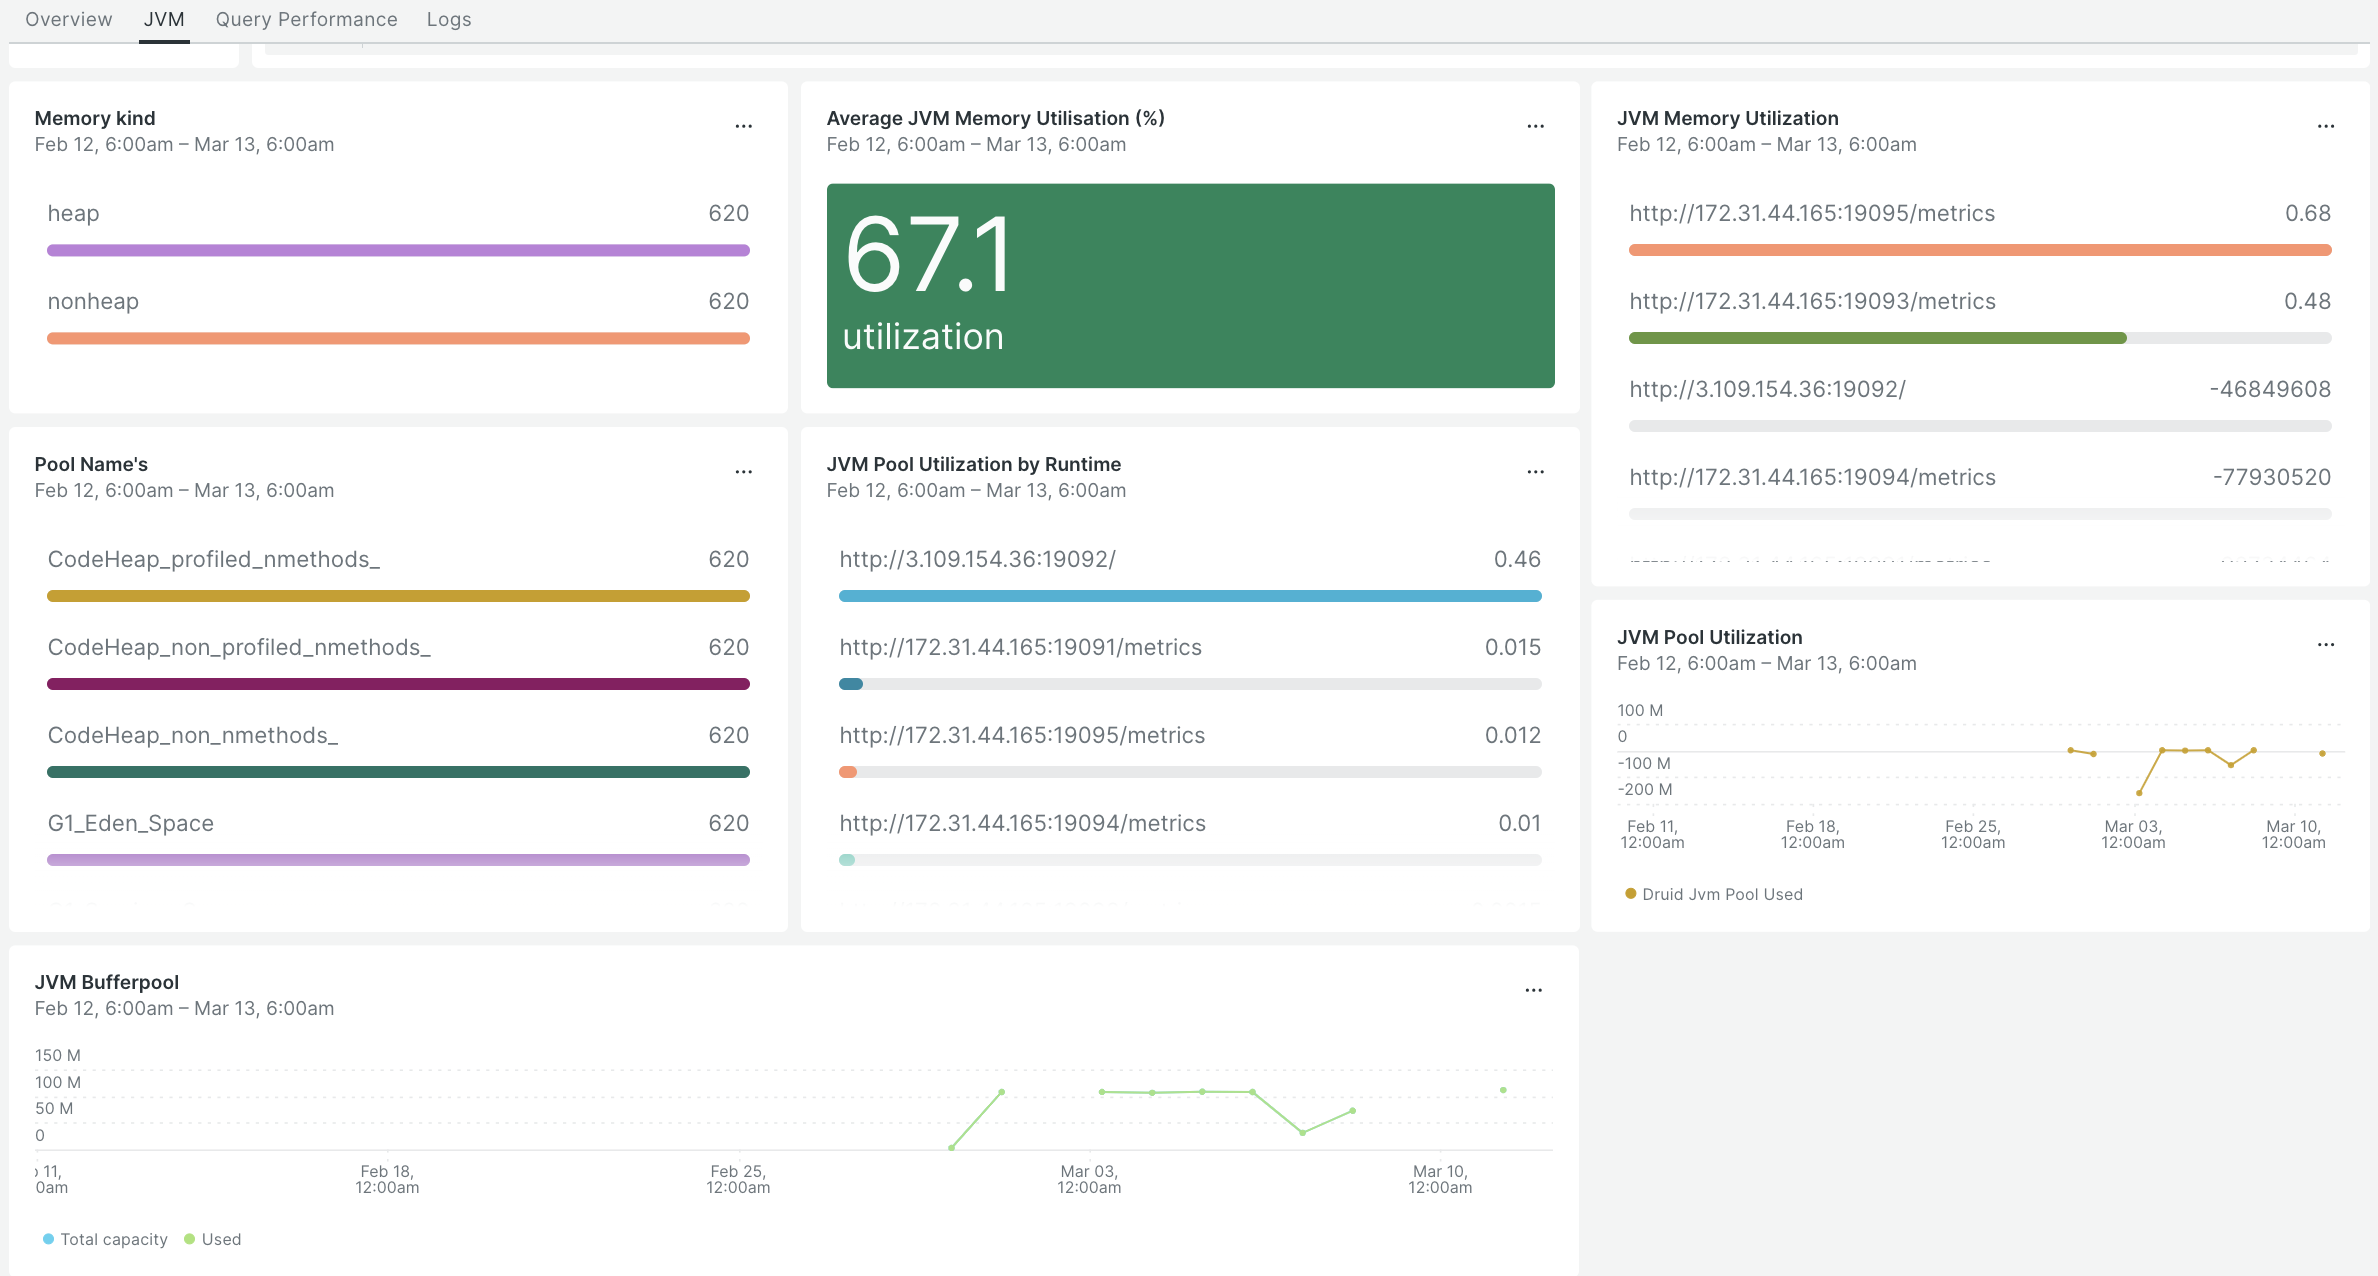 Overview JVM Query Performance Logs
Memory kind
Feb 12, 6:00am – Mar 13, 6:00am
heap 620
nonheap 620
Average JVM Memory Utilisation (%)
Feb 12, 6:00am – Mar 13, 6:00am
67.1
utilization
JVM Memory Utilization
Feb 12, 6:00am – Mar 13, 6:00am
http://172.31.44.165:19095/metrics 0.68
http://172.31.44.165:19093/metrics 0.48
http://3.109.154.36:19092/ -46849608
http://172.31.44.165:19094/metrics -77930520
Pool Name's
Feb 12, 6:00am – Mar 13, 6:00am
CodeHeap_profiled_nmethods_ 620
CodeHeap_non_profiled_nmethods_ 620
CodeHeap_non_nmethods_ 620
G1_Eden_Space 620
JVM Pool Utilization by Runtime
Feb 12, 6:00am – Mar 13, 6:00am
http://3.109.154.36:19092/ 0.46
http://172.31.44.165:19091/metrics 0.015
http://172.31.44.165:19095/metrics 0.012
http://172.31.44.165:19094/metrics 0.01
JVM Pool Utilization
Feb 12, 6:00am – Mar 13, 6:00am
100 M
0
-100 M
-200 M
Feb 11, Feb 18, Feb 25, Mar 03, Mar 10,
12:00am 12:00am 12:00am 12:00am 12:00am
Druid Jvm Pool Used
JVM Bufferpool
Feb 12, 6:00am – Mar 13, 6:00am
150 M
100 M
50 M
0
11, Feb 18, Feb 25, Mar 03, Mar 10,
0am 12:00am 12:00am 12:00am 12:00am
Total capacity Used